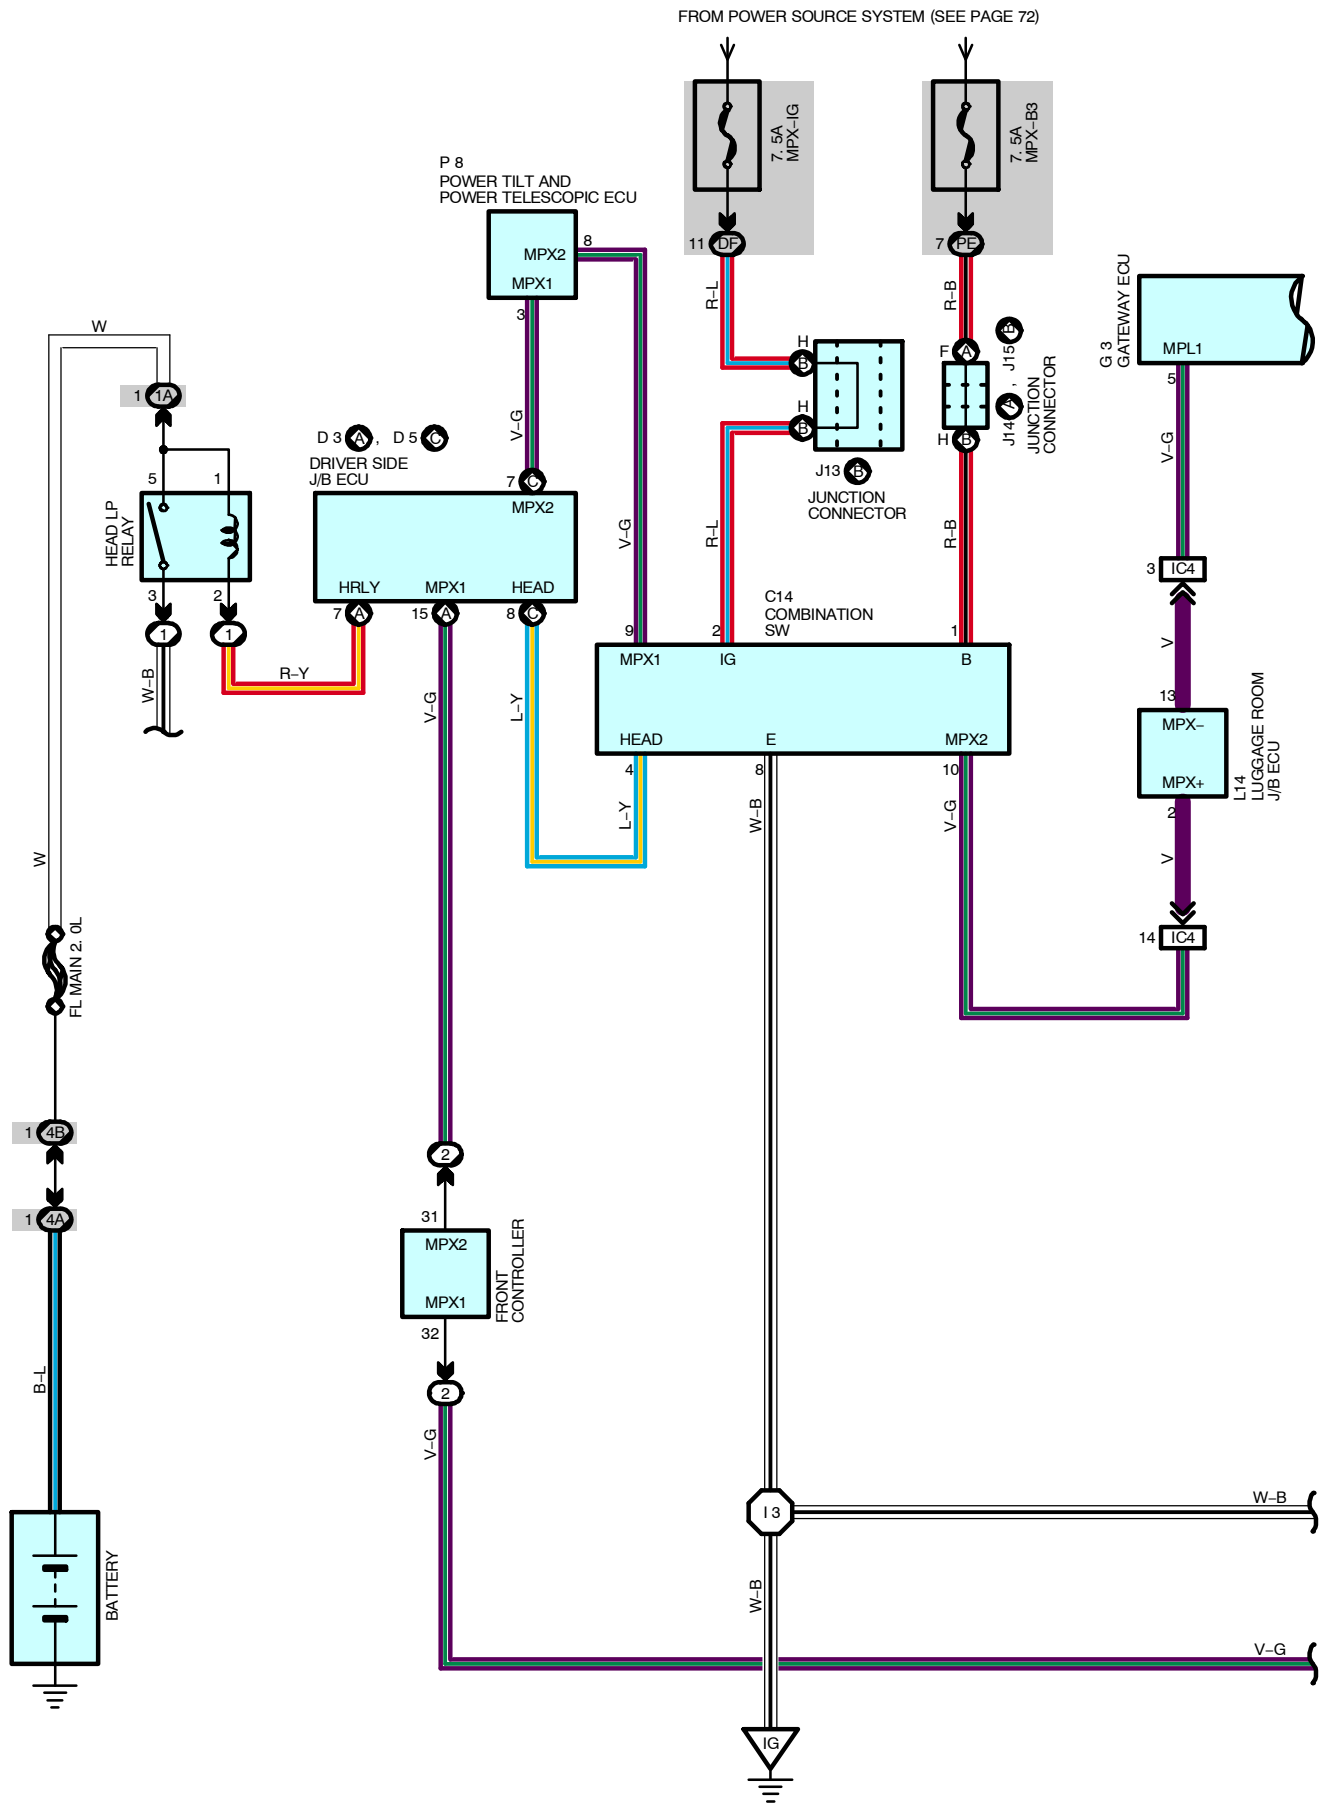 FROM POWER SOURCE SYSTEM (SEE PAGE 72)
7. 5A
MPX−IG
7. 5A
MPX−B3
11 DF
7 PE
P 8
POWER TILT AND
POWER TELESCOPIC ECU
MPX2
8
MPX1
3
R−L
R−B
G 3
GATEWAY ECU
MPL1
5
W
1 1A
H
B
H
B
J13 B
JUNCTION
CONNECTOR
F A
H B
J14 A , J15 B
JUNCTION
CONNECTOR
V−G
V−G
D 3 A , D 5 C
DRIVER SIDE
J/B ECU
7 C
MPX2
HRLY
MPX1
HEAD
7 A
15 A
8 C
5
1
HEAD LP
RELAY
3
2
1
1
W−B
R−Y
V−G
R−L
R−B
3 IC4
C14
COMBINATION
SW
9
2
1
MPX1
IG
B
HEAD
E
MPX2
4
8
10
V−G
L−Y
L−Y
W−B
V−G
V
13
MPX−
MPX+
L14
LUGGAGE ROOM
J/B ECU
2
V
14 IC4
W
FL MAIN 2. 0L
1 4B
1 4A
2
31
MPX2
MPX1
FRONT
CONTROLLER
32
2
B−L
V−G
BATTERY
I 3
W−B
W−B
V−G
IG